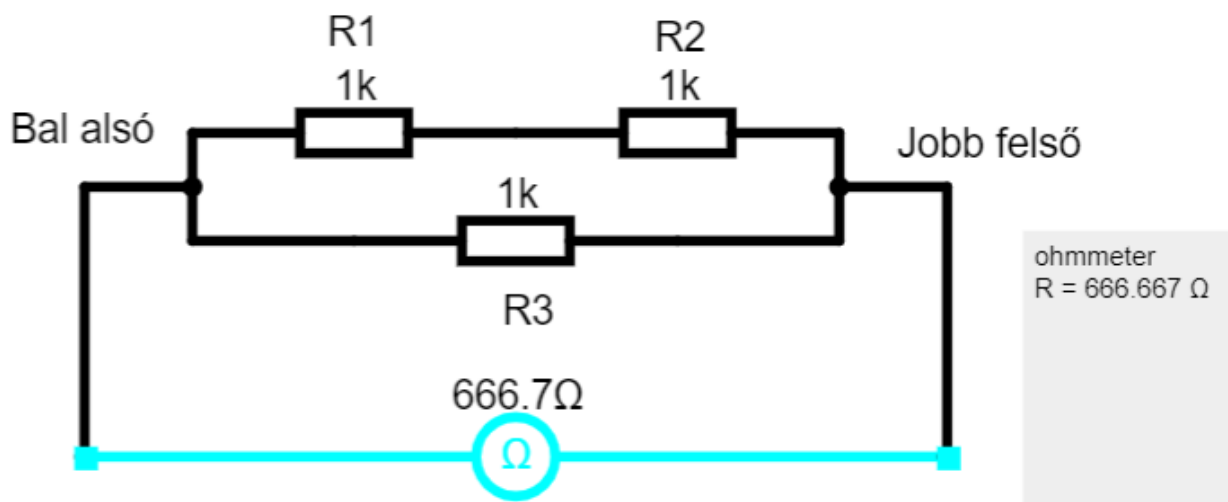 R1
R2
1k
1k
Bal alsó
Jobb felső
1k
R3
ohmmeter
R = 666.667 Ω
666.7Ω
Ω